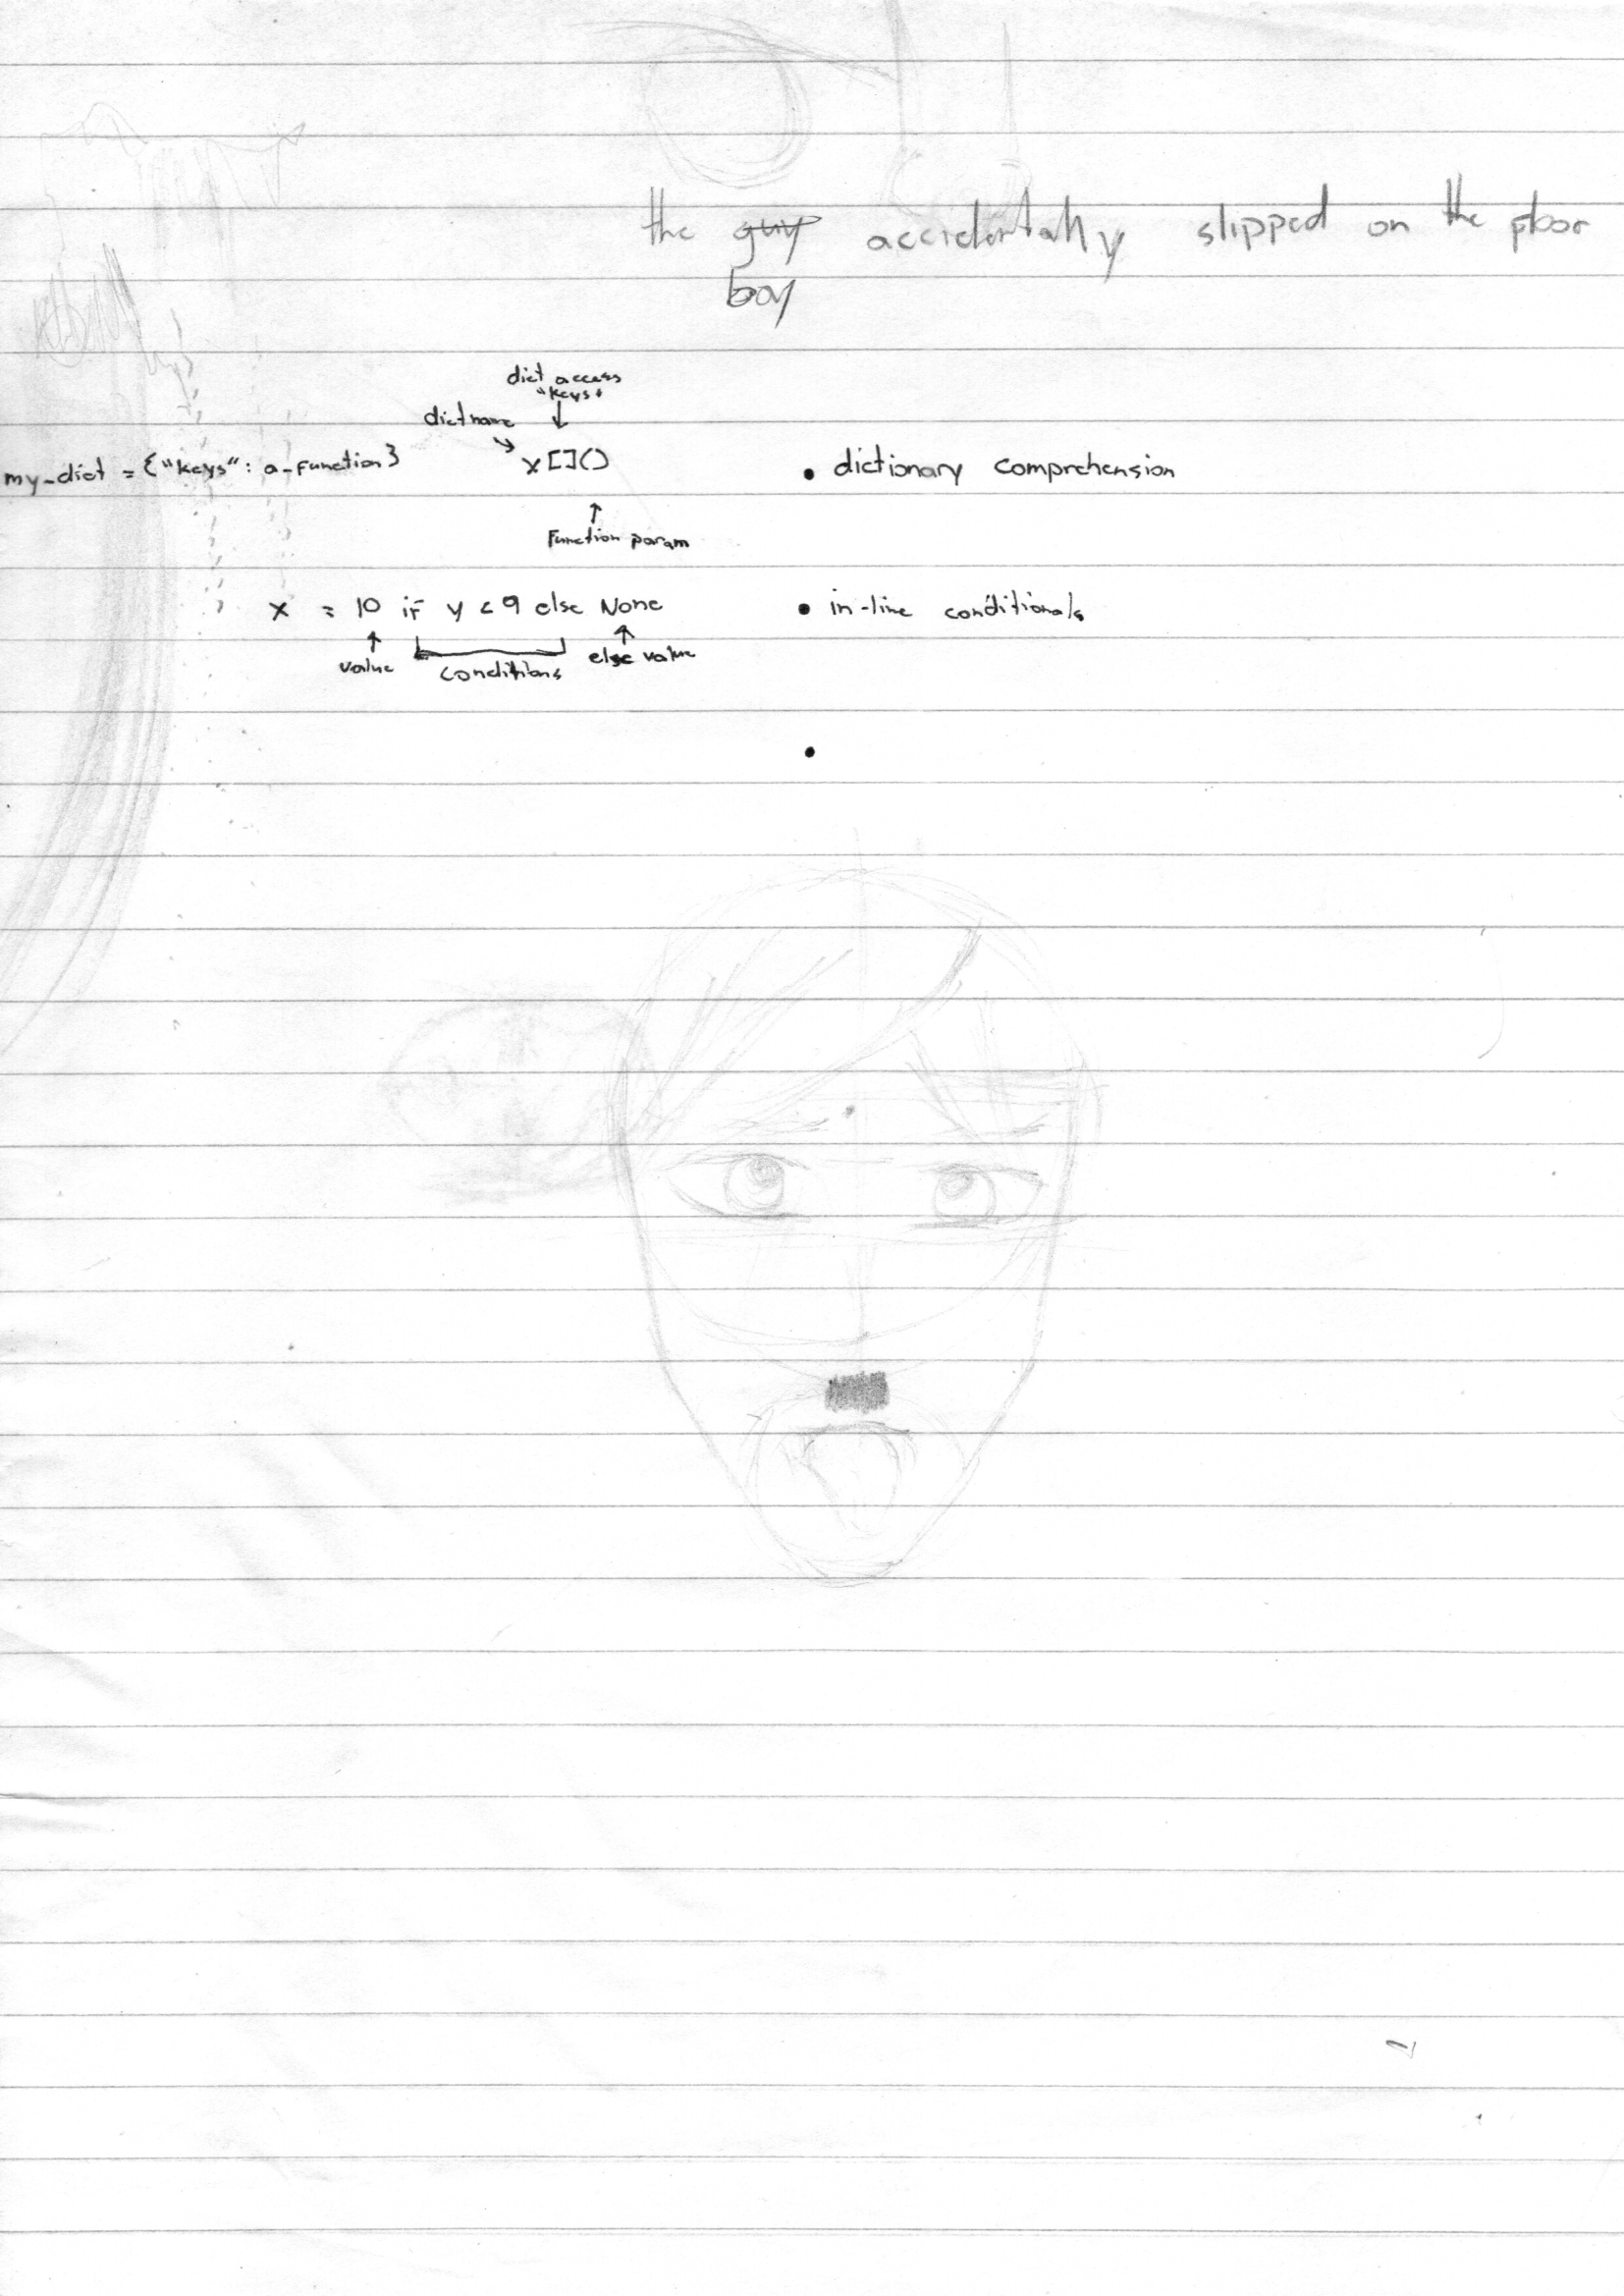 the guy accidentally slipped on the floor
boy
dict access
"keys"
dict name
my_dict = {"keys": a_function} x[]() • dictionary comprehension
Function param
x = 10 if y < 9 else None • in-line conditionals
value conditions else value
•